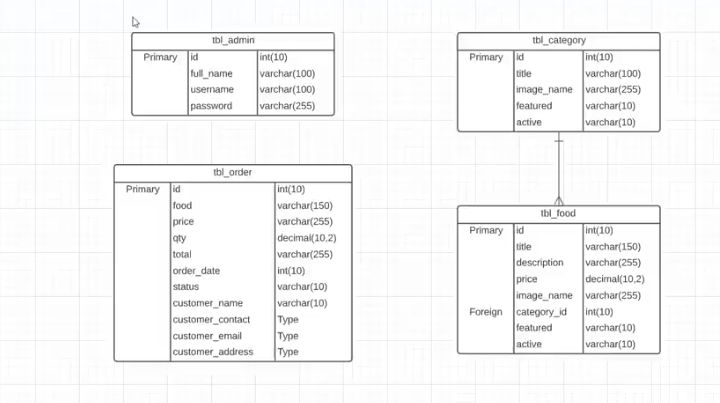 tbl_admin
Primary id int(10)
full_name varchar(100)
username varchar(100)
password varchar(255)
tbl_category
Primary id int(10)
title varchar(100)
image_name varchar(255)
featured varchar(10)
active varchar(10)
tbl_order
Primary id int(10)
food varchar(150)
price varchar(255)
qty decimal(10,2)
total varchar(255)
order_date int(10)
status varchar(10)
customer_name varchar(10)
customer_contact Type
customer_email Type
customer_address Type
tbl_food
Primary id int(10)
title varchar(150)
description varchar(255)
price decimal(10,2)
image_name varchar(255)
Foreign category_id int(10)
featured varchar(10)
active varchar(10)